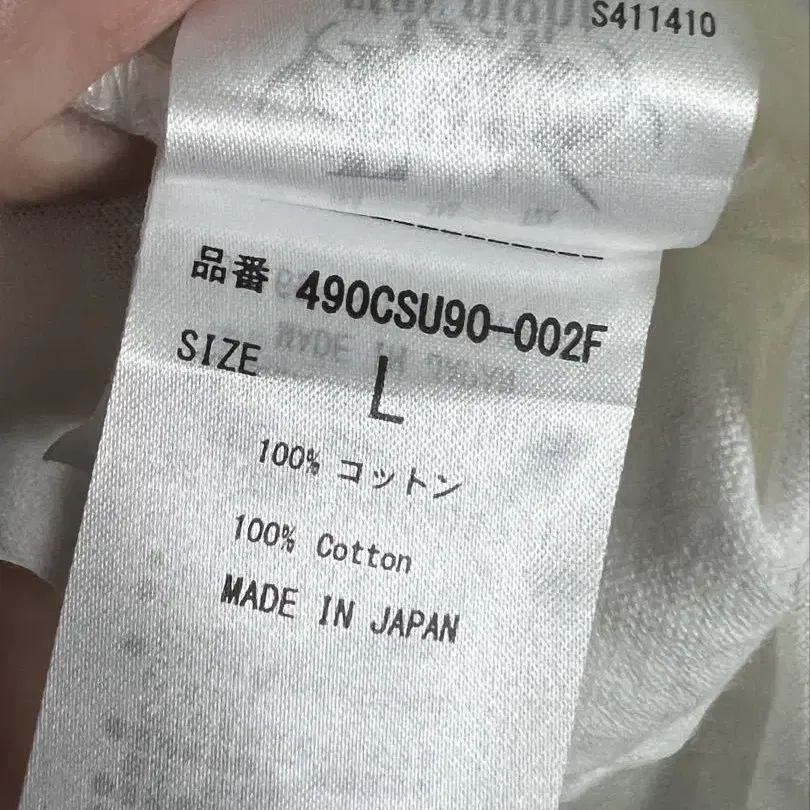 S411410
品番 490CSU90-002F
SIZE L
100% コットン
100% Cotton
MADE IN JAPAN